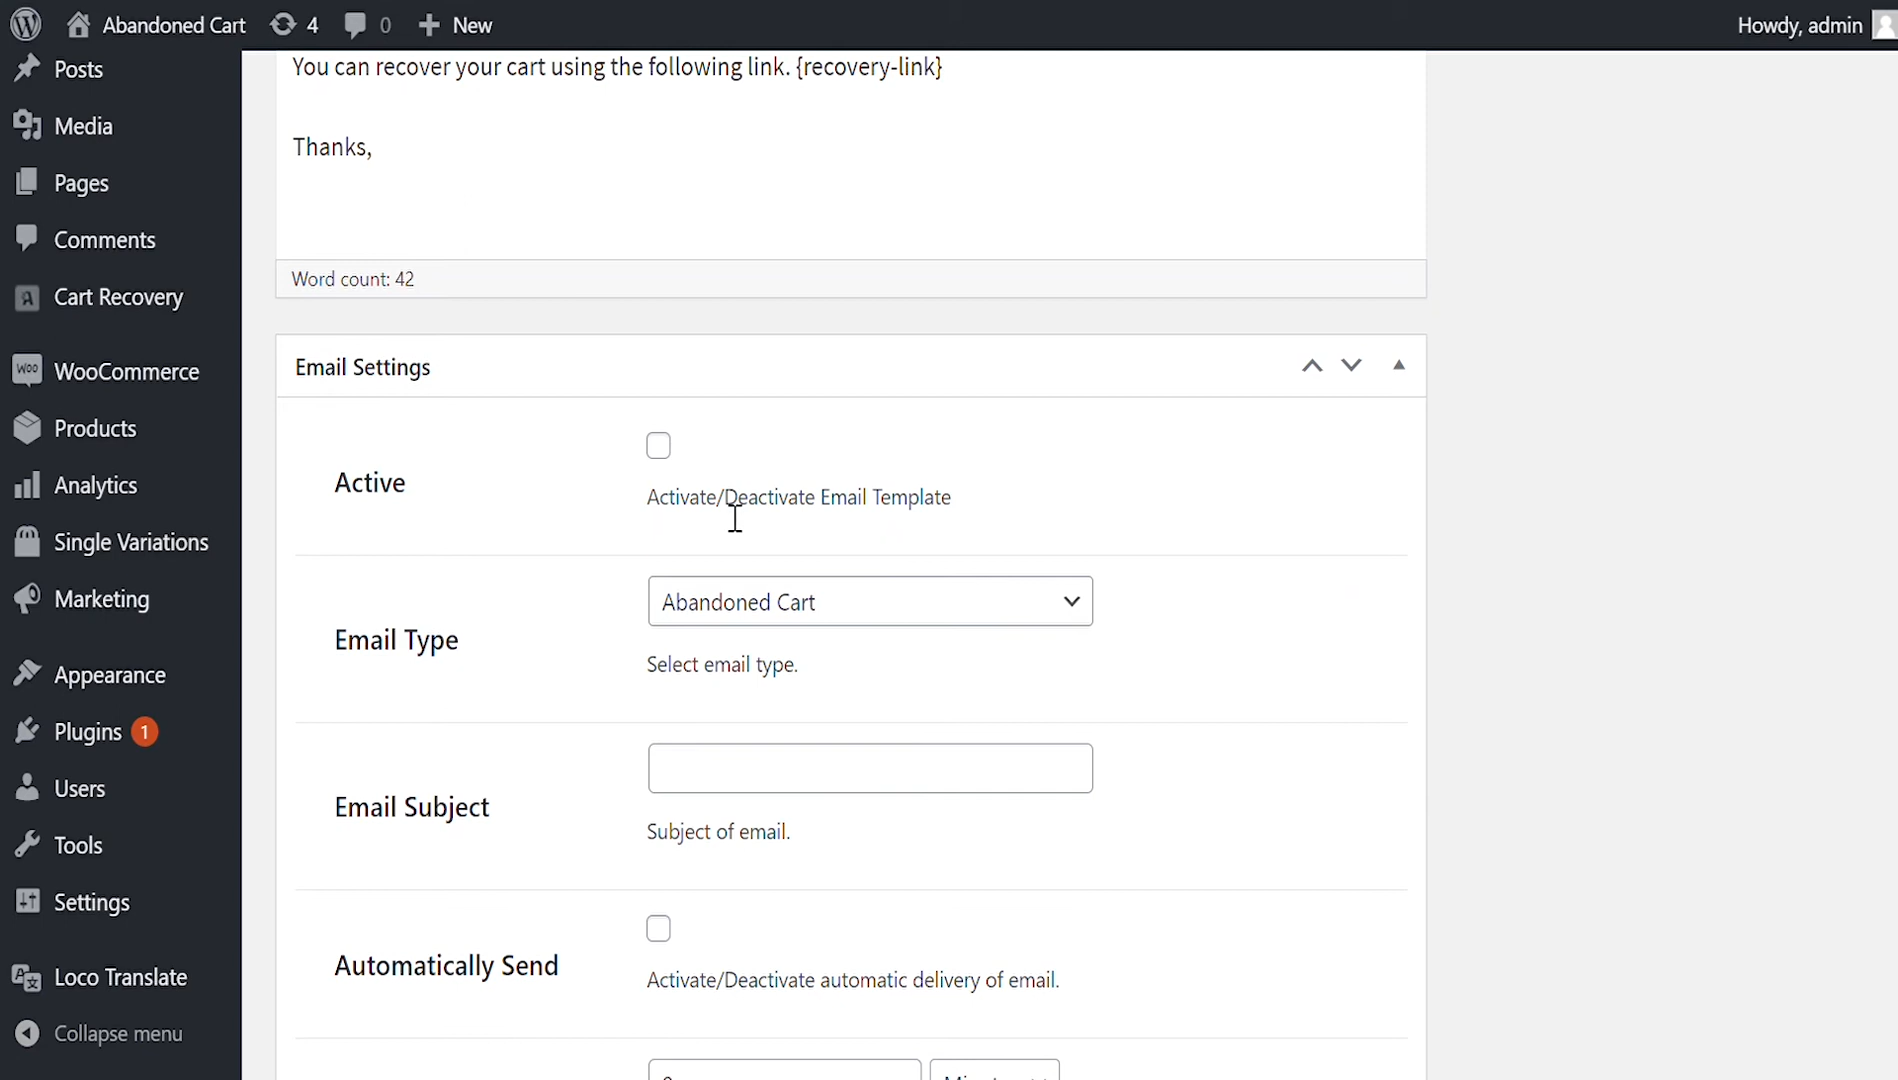 Abandoned Cart 4 0 + New Howdy, admin
Posts
Media
Pages
Comments
Cart Recovery
WooCommerce
Products
Analytics
Single Variations
Marketing
Appearance
Plugins 1
Users
Tools
Settings
Loco Translate
Collapse menu
You can recover your cart using the following link. {recovery-link}
Thanks,
Word count: 42
Email Settings
Active
Activate/Deactivate Email Template
Email Type
Abandoned Cart
Select email type.
Email Subject
Subject of email.
Automatically Send
Activate/Deactivate automatic delivery of email.